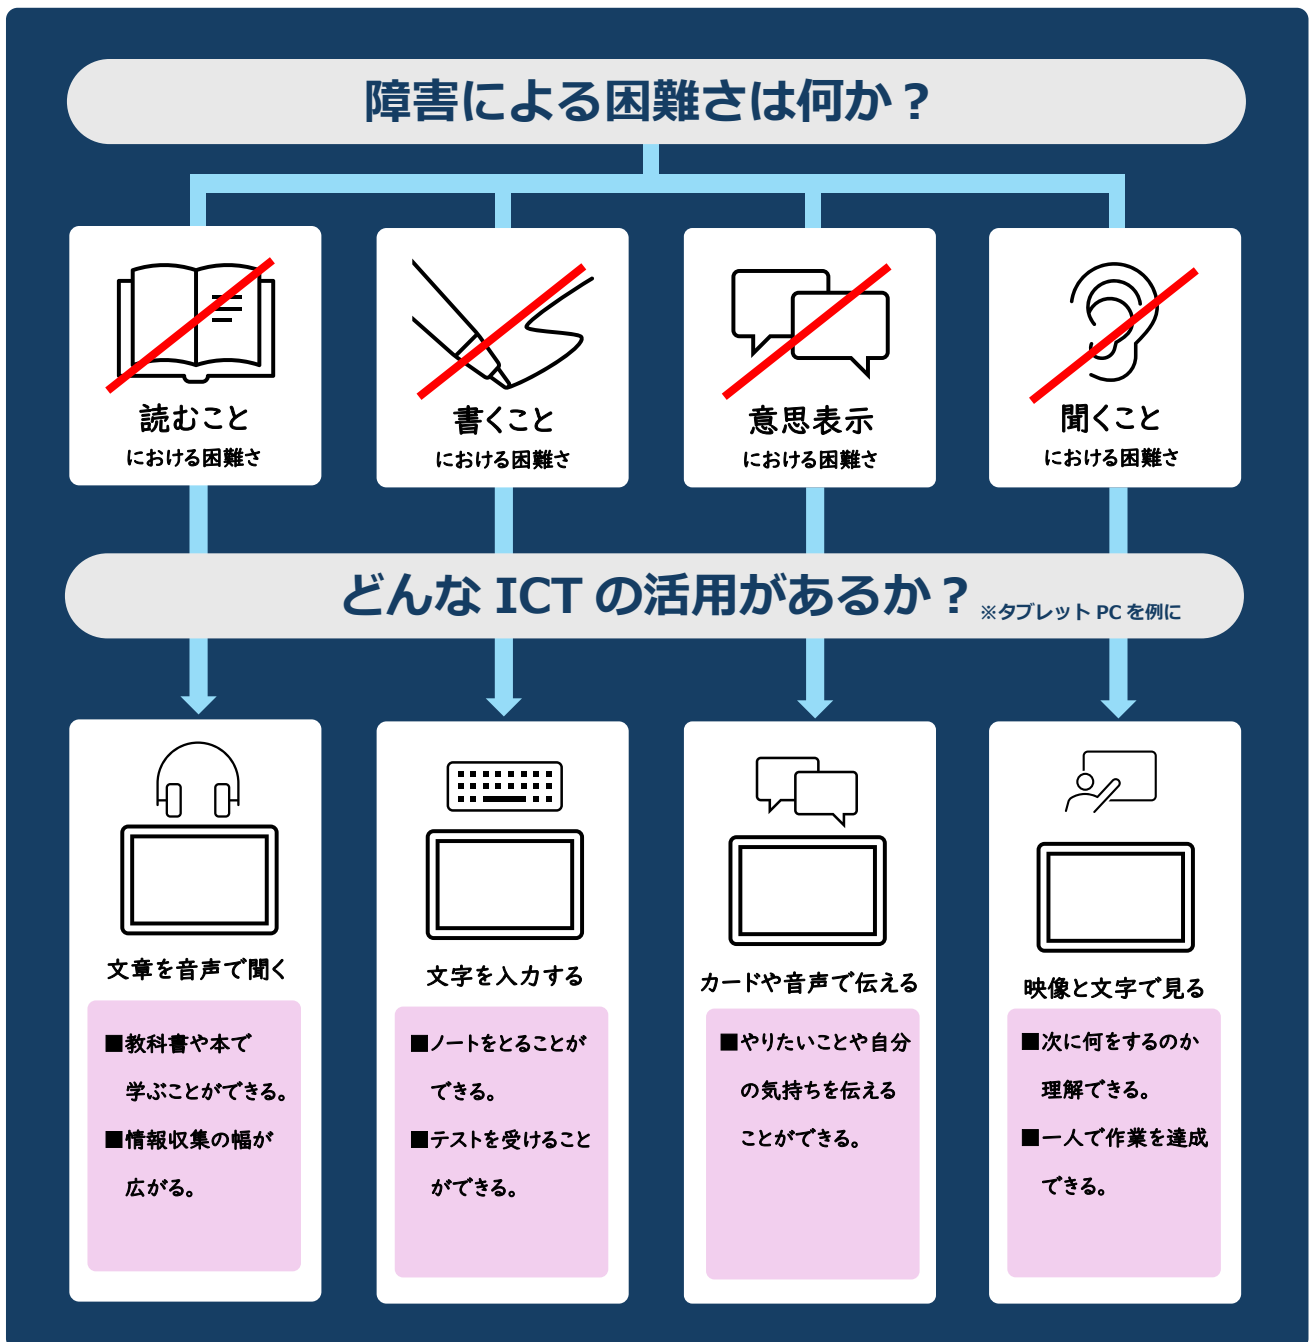 障害による困難さは何か？
読むこと
における困難さ
書くこと
における困難さ
意思表示
における困難さ
聞くこと
における困難さ
どんな ICT の活用があるか？ ※タブレット PC を例に
文章を音声で聞く
■教科書や本で
学ぶことができる。
■情報収集の幅が
広がる。
文字を入力する
■ノートをとることが
できる。
■テストを受けること
ができる。
カードや音声で伝える
■やりたいことや自分
の気持ちを伝える
ことができる。
映像と文字で見る
■次に何をするのか
理解できる。
■一人で作業を達成
できる。